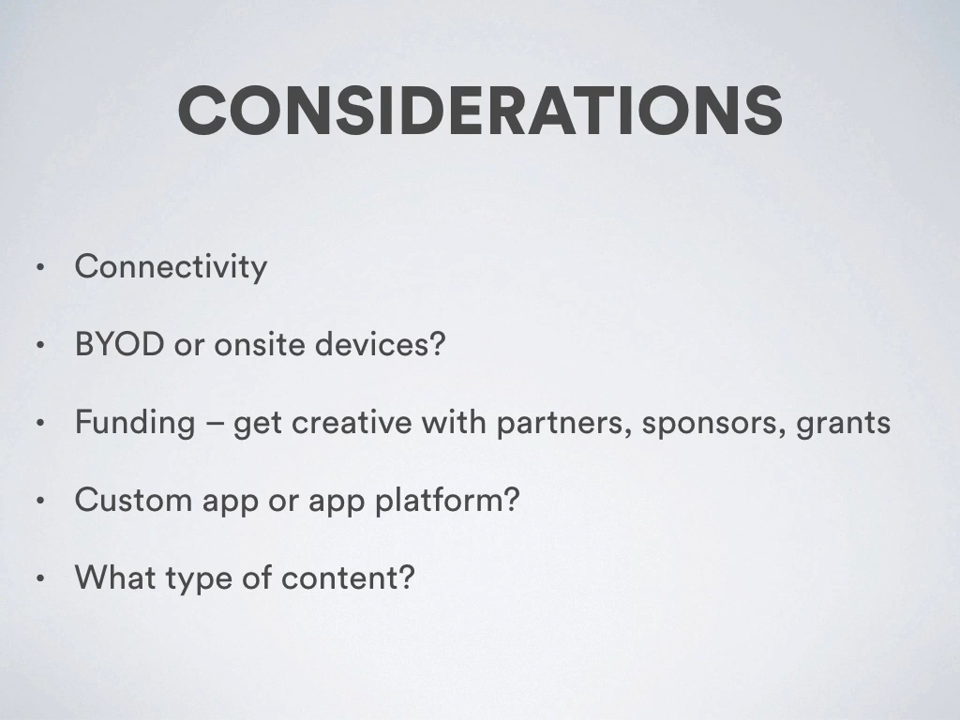 CONSIDERATIONS
• Connectivity
• BYOD or onsite devices?
• Funding – get creative with partners, sponsors, grants
• Custom app or app platform?
• What type of content?